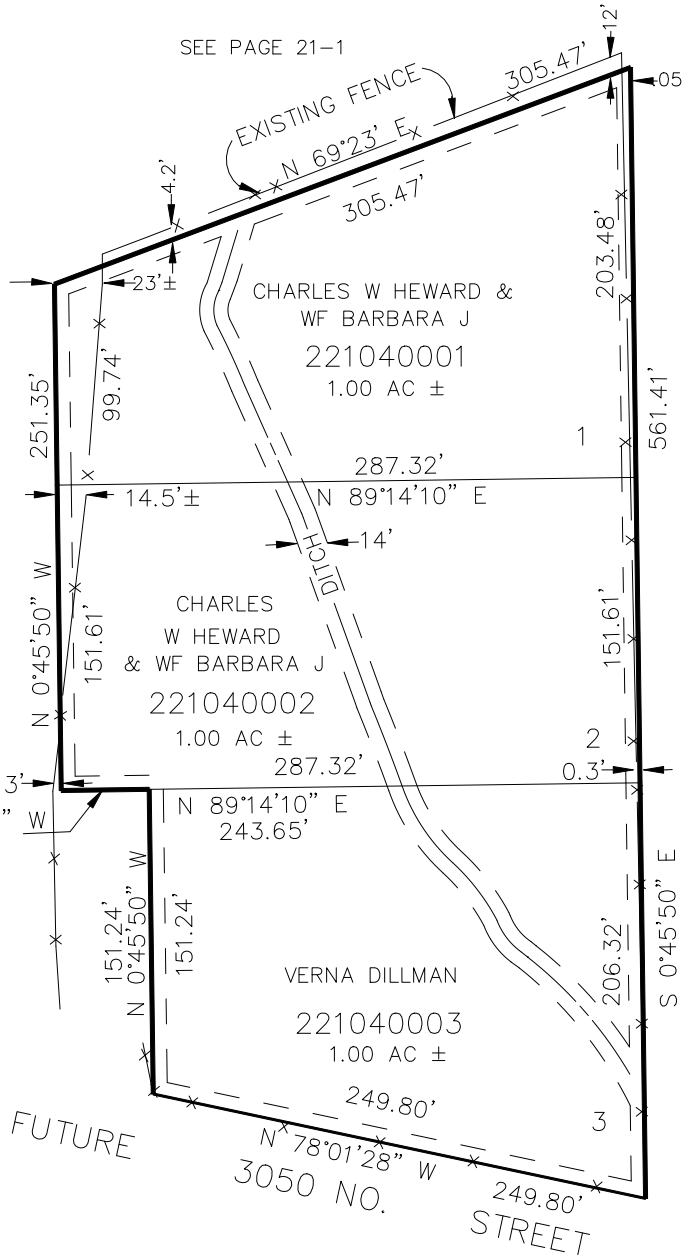 12'
SEE PAGE 21-1
305.47'
05
EXISTING FENCE
N 69°23' E
4.2'
305.47'
203.48'
23'±
CHARLES W HEWARD &
WF BARBARA J
221040001
1.00 AC ±
251.35'
99.74'
561.41'
1
287.32'
14.5'±
N 89°14'10" E
14'
DITCH
N 0°45'50" W
151.61'
CHARLES
W HEWARD
& WF BARBARA J
221040002
1.00 AC ±
151.61'
2
287.32'
0.3'
3'
" W
N 89°14'10" E
243.65'
151.24'
N 0°45'50" W
151.24'
VERNA DILLMAN
221040003
1.00 AC ±
206.32'
S 0°45'50" E
249.80'
3
FUTURE
N 78°01'28" W
3050 NO.
249.80'
STREET